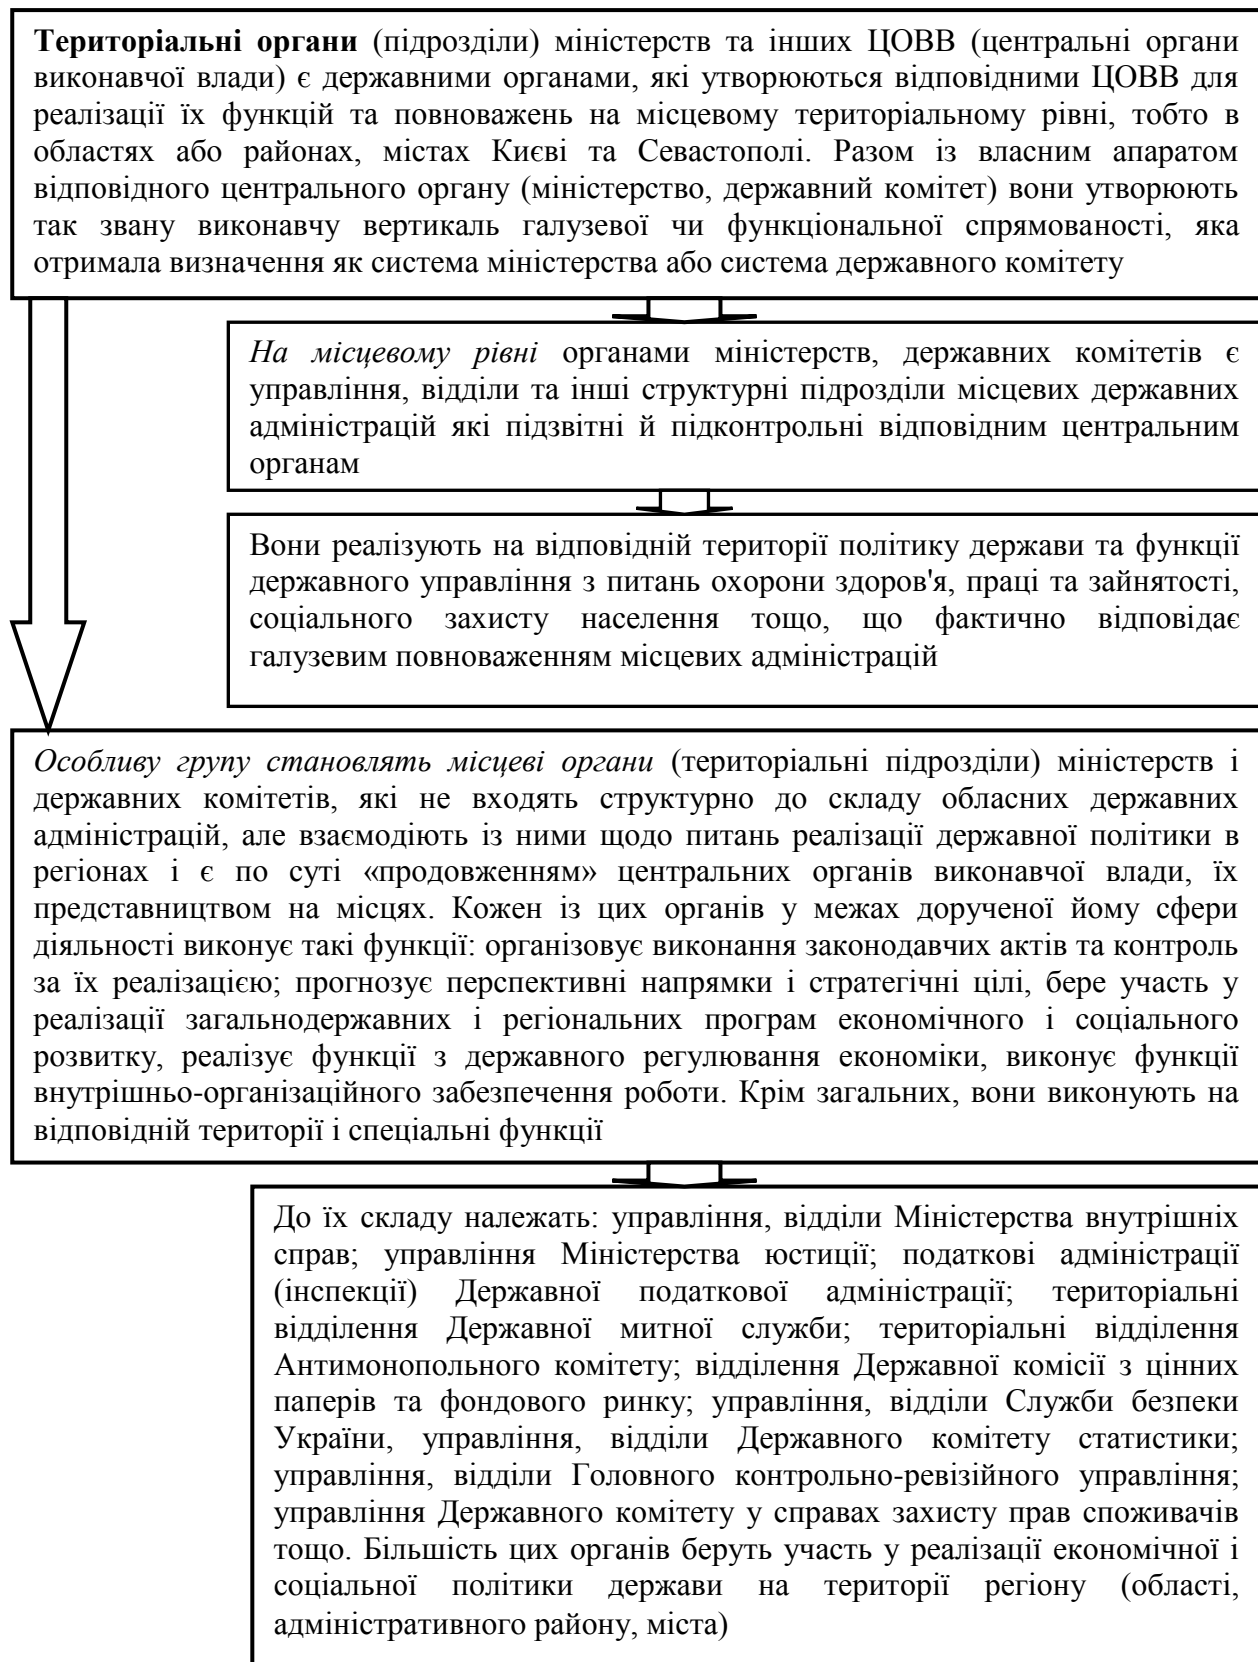 Територіальні органи (підрозділи) міністерств та інших ЦОВВ (центральні органи
виконавчої влади) є державними органами, які утворюються відповідними ЦОВВ для
реалізації їх функцій та повноважень на місцевому територіальному рівні, тобто в
областях або районах, містах Києві та Севастополі. Разом із власним апаратом
відповідного центрального органу (міністерство, державний комітет) вони утворюють
так звану виконавчу вертикаль галузевої чи функціональної спрямованості, яка
отримала визначення як система міністерства або система державного комітету
На місцевому рівні органами міністерств, державних комітетів є
управління, відділи та інші структурні підрозділи місцевих державних
адміністрацій які підзвітні й підконтрольні відповідним центральним
органам
Вони реалізують на відповідній території політику держави та функції
державного управління з питань охорони здоров'я, праці та зайнятості,
соціального захисту населення тощо, що фактично відповідає
галузевим повноваженням місцевих адміністрацій
Особливу групу становлять місцеві органи (територіальні підрозділи) міністерств і
державних комітетів, які не входять структурно до складу обласних державних
адміністрацій, але взаємодіють із ними щодо питань реалізації державної політики в
регіонах і є по суті «продовженням» центральних органів виконавчої влади, їх
представництвом на місцях. Кожен із цих органів у межах дорученої йому сфери
діяльності виконує такі функції: організовує виконання законодавчих актів та контроль
за їх реалізацією; прогнозує перспективні напрямки і стратегічні цілі, бере участь у
реалізації загальнодержавних і регіональних програм економічного і соціального
розвитку, реалізує функції з державного регулювання економіки, виконує функції
внутрішньо-організаційного забезпечення роботи. Крім загальних, вони виконують на
відповідній території і спеціальні функції
До їх складу належать: управління, відділи Міністерства внутрішніх
справ; управління Міністерства юстиції; податкові адміністрації
(інспекції) Державної податкової адміністрації; територіальні
відділення Державної митної служби; територіальні відділення
Антимонопольного комітету; відділення Державної комісії з цінних
паперів та фондового ринку; управління, відділи Служби безпеки
України, управління, відділи Державного комітету статистики;
управління, відділи Головного контрольно-ревізійного управління;
управління Державного комітету у справах захисту прав споживачів
тощо. Більшість цих органів беруть участь у реалізації економічної і
соціальної політики держави на території регіону (області,
адміністративного району, міста)